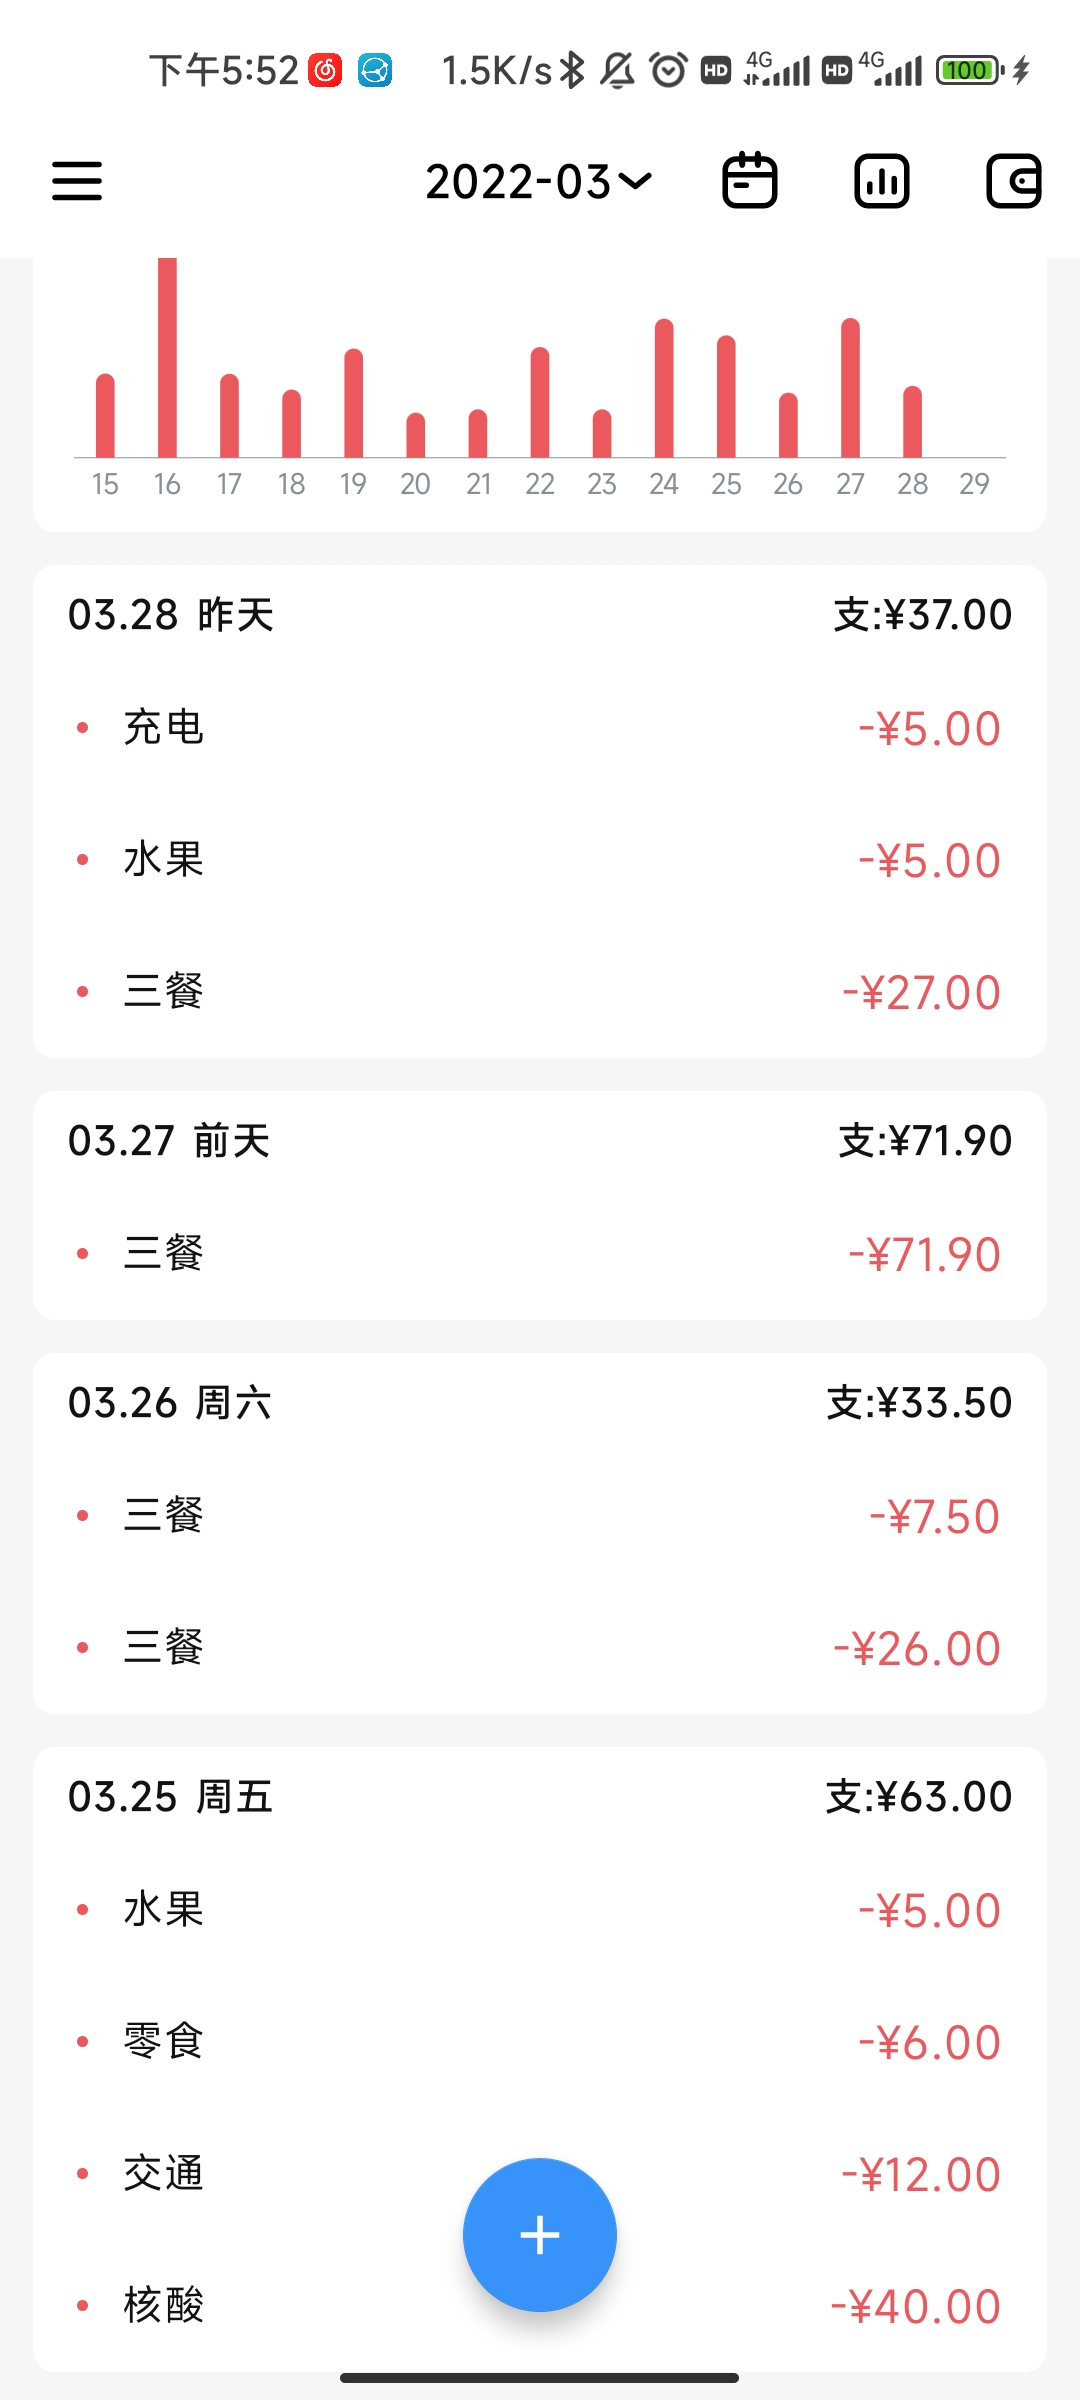 下午5:52 1.5K/s HD 4G HD 4G 100
2022-03
15 16 17 18 19 20 21 22 23 24 25 26 27 28 29
03.28 昨天 支:¥37.00
充电 -¥5.00
水果 -¥5.00
三餐 -¥27.00
03.27 前天 支:¥71.90
三餐 -¥71.90
03.26 周六 支:¥33.50
三餐 -¥7.50
三餐 -¥26.00
03.25 周五 支:¥63.00
水果 -¥5.00
零食 -¥6.00
交通 -¥12.00
核酸 -¥40.00